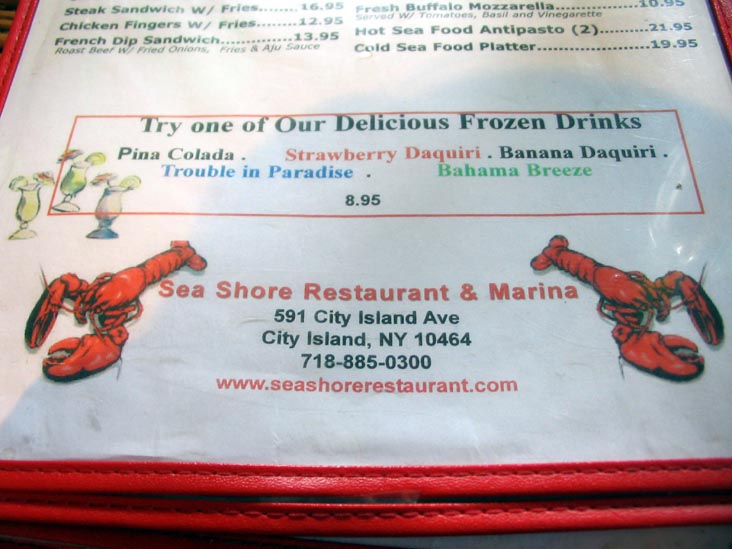 Steak Sandwich W/ Fries....... 16.95
Chicken Fingers W/ Fries....... 12.95
French Dip Sandwich............ 13.95
Roast Beef W/ Fried Onions, Fries & Aju Sauce
Fresh Buffalo Mozzarella.................10.95
Served W/ Tomatoes, Basil and Vinegarette
Hot Sea Food Antipasto (2)..........21.95
Cold Sea Food Platter....................19.95
Try one of Our Delicious Frozen Drinks
Pina Colada . Strawberry Daquiri . Banana Daquiri .
Trouble in Paradise . Bahama Breeze
8.95
Sea Shore Restaurant & Marina
591 City Island Ave
City Island, NY 10464
718-885-0300
www.seashorerestaurant.com